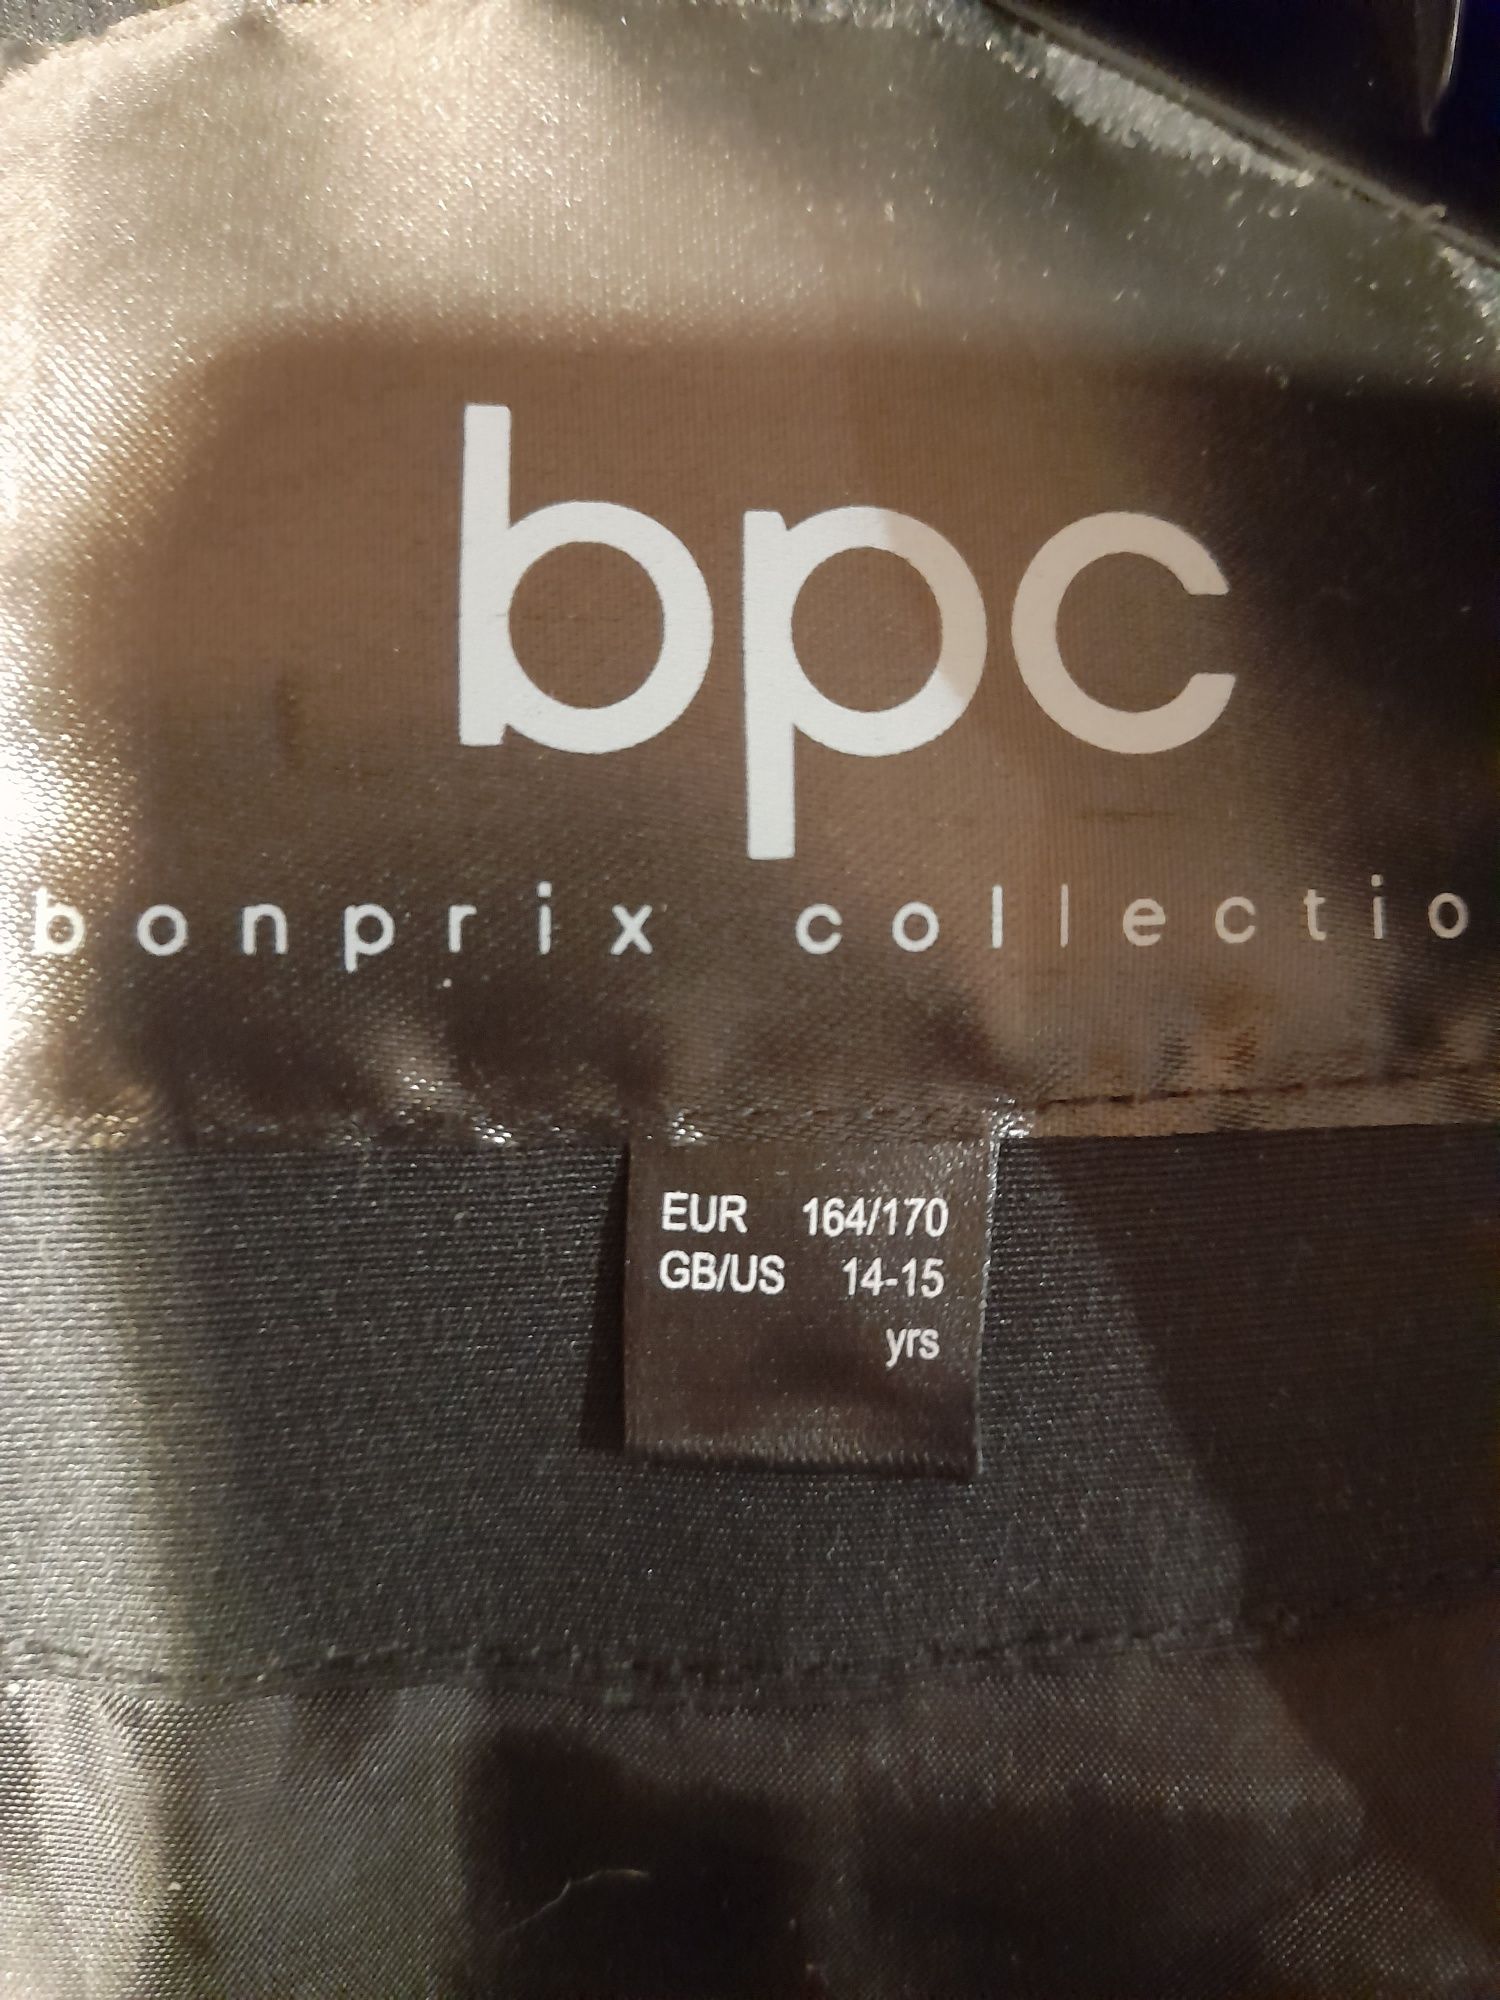 bpc
bonprix collectio
EUR 164/170
GB/US 14-15
yrs